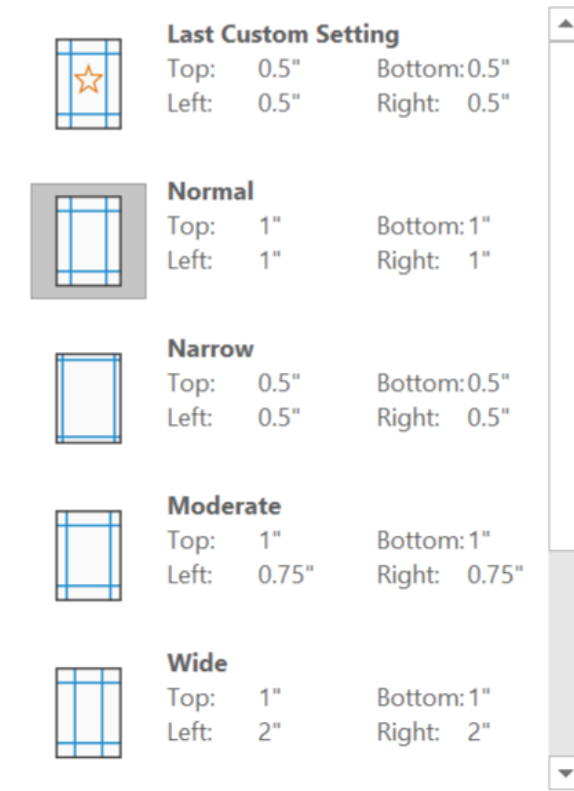 Last Custom Setting
Top: 0.5" Bottom: 0.5"
Left: 0.5" Right: 0.5"
Normal
Top: 1" Bottom: 1"
Left: 1" Right: 1"
Narrow
Top: 0.5" Bottom: 0.5"
Left: 0.5" Right: 0.5"
Moderate
Top: 1" Bottom: 1"
Left: 0.75" Right: 0.75"
Wide
Top: 1" Bottom: 1"
Left: 2" Right: 2"